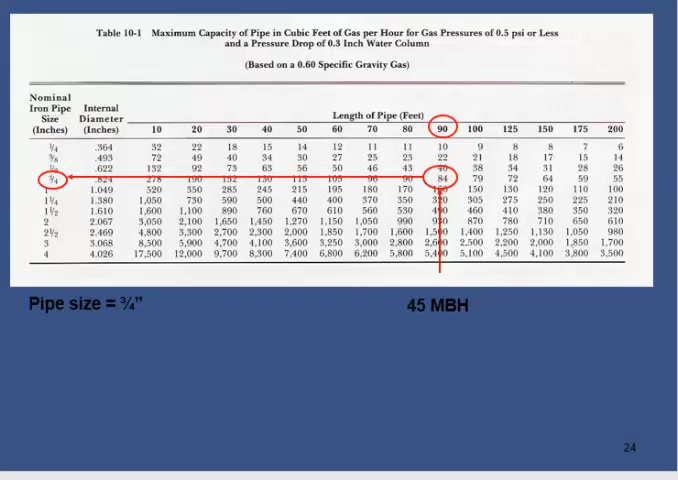 Table 10-1 Maximum Capacity of Pipe in Cubic Feet of Gas per Hour for Gas Pressures of 0.5 psi or Less
and a Pressure Drop of 0.3 Inch Water Column
(Based on a 0.60 Specific Gravity Gas)
Nominal
Iron Pipe Internal
Size Diameter Length of Pipe (Feet)
(Inches) (Inches) 10 20 30 40 50 60 70 80 90 100 125 150 175 200
1/4 .364 32 22 18 15 14 12 11 11 10 9 8 8 7 6
3/8 .493 72 49 40 34 30 27 25 23 22 21 18 17 15 14
1/2 .622 132 92 73 63 56 50 46 43 40 38 34 31 28 26
3/4 .824 278 190 152 130 115 105 96 90 84 79 72 64 59 55
1 1.049 520 350 285 245 215 195 180 170 150 130 120 110 100
1 1/4 1.380 1,050 730 590 500 440 400 370 350 320 305 275 250 225 210
1 1/2 1.610 1,600 1,100 890 760 670 610 560 530 490 460 410 380 350 320
2 2.067 3,050 2,100 1,650 1,450 1,270 1,150 1,050 990 930 870 780 710 650 610
2 1/2 2.469 4,800 3,300 2,700 2,300 2,000 1,850 1,700 1,600 1,500 1,400 1,250 1,130 1,050 980
3 3.068 8,500 5,900 4,700 4,100 3,600 3,250 3,000 2,800 2,600 2,500 2,200 2,000 1,850 1,700
4 4.026 17,500 12,000 9,700 8,300 7,400 6,800 6,200 5,800 5,400 5,100 4,500 4,100 3,800 3,500
Pipe size = ¾” 45 MBH
24